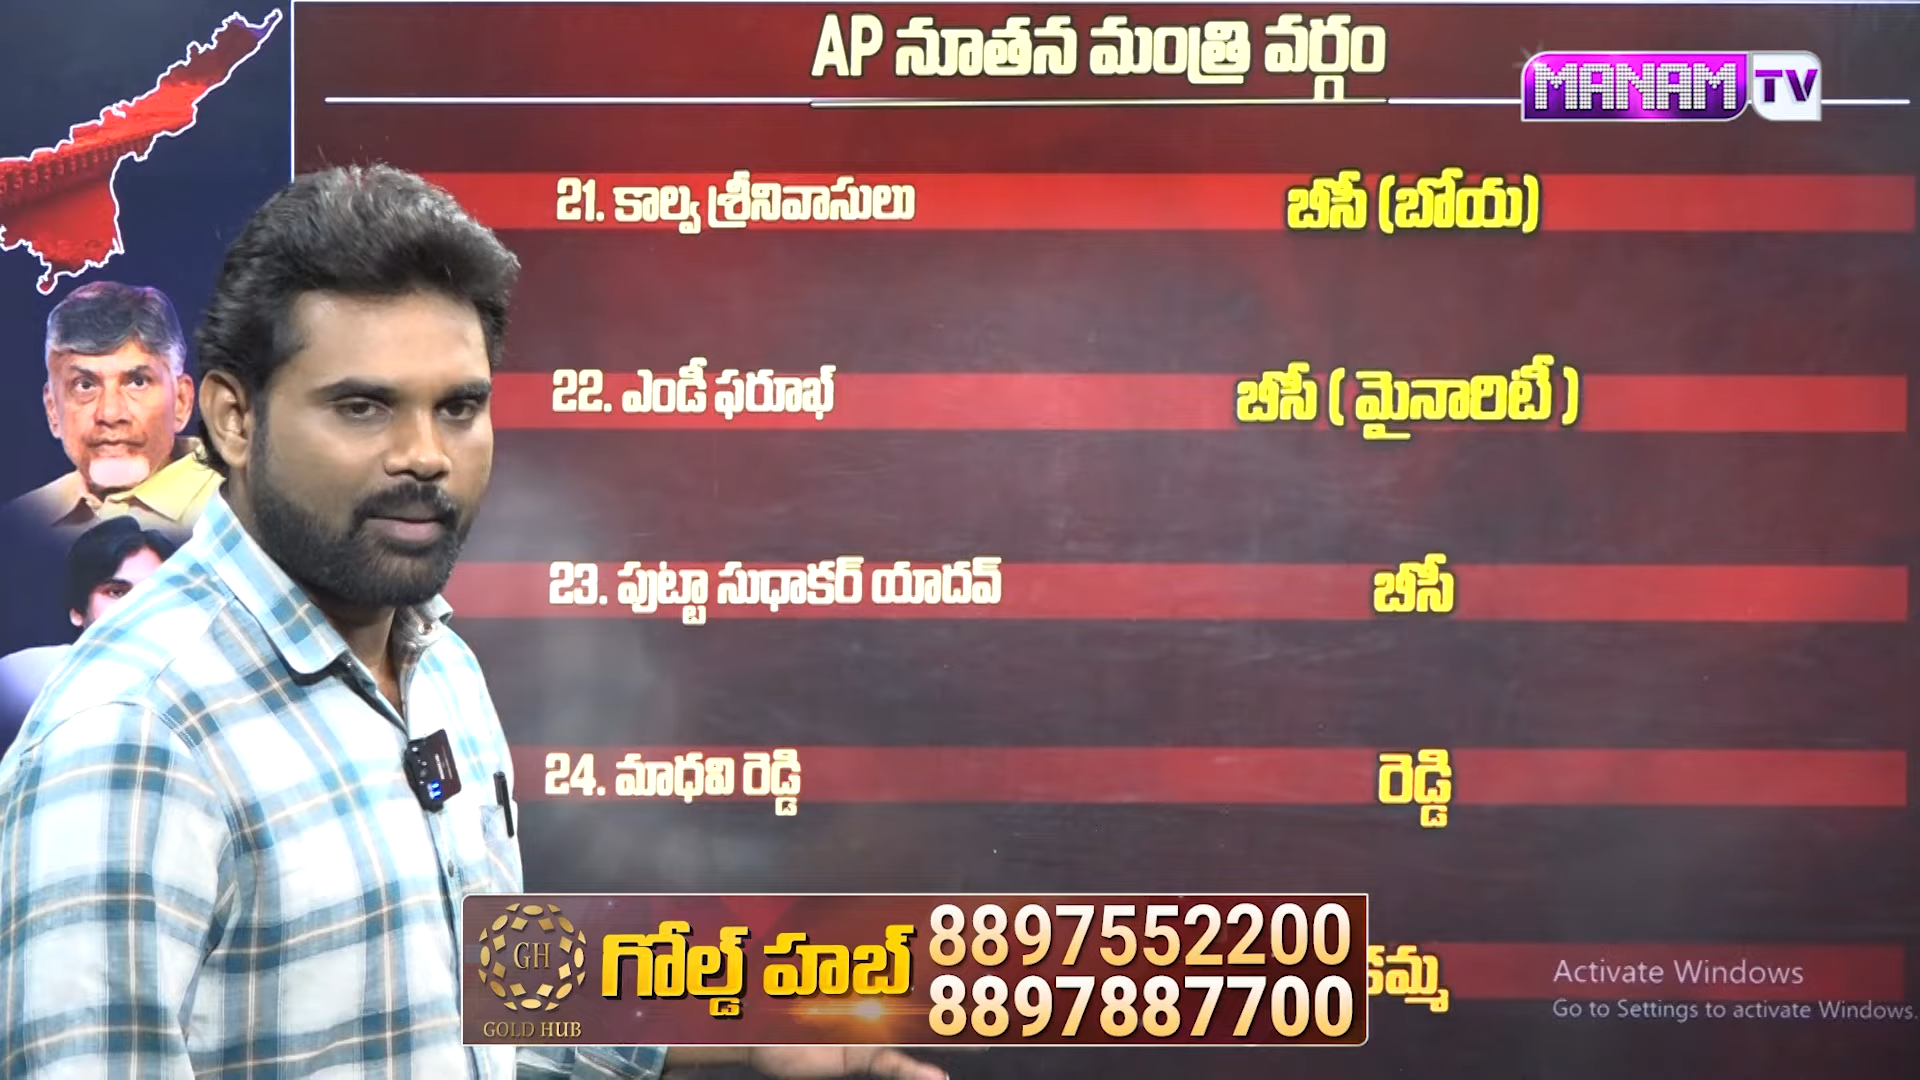 AP నూతన మంత్రి వర్గం
MANAM TV
21. కాల్వ శ్రీనివాసులు బీసీ (బోయ)
22. ఎండీ ఫరూఖ్ బీసీ ( మైనారిటీ )
23. పుట్టా సుధాకర్ యాదవ్ బీసీ
24. మాధవి రెడ్డి రెడ్డి
కమ్మ
GH
GOLD HUB
గోల్డ్ హబ్
8897552200
8897887700
Activate Windows
Go to Settings to activate Windows.